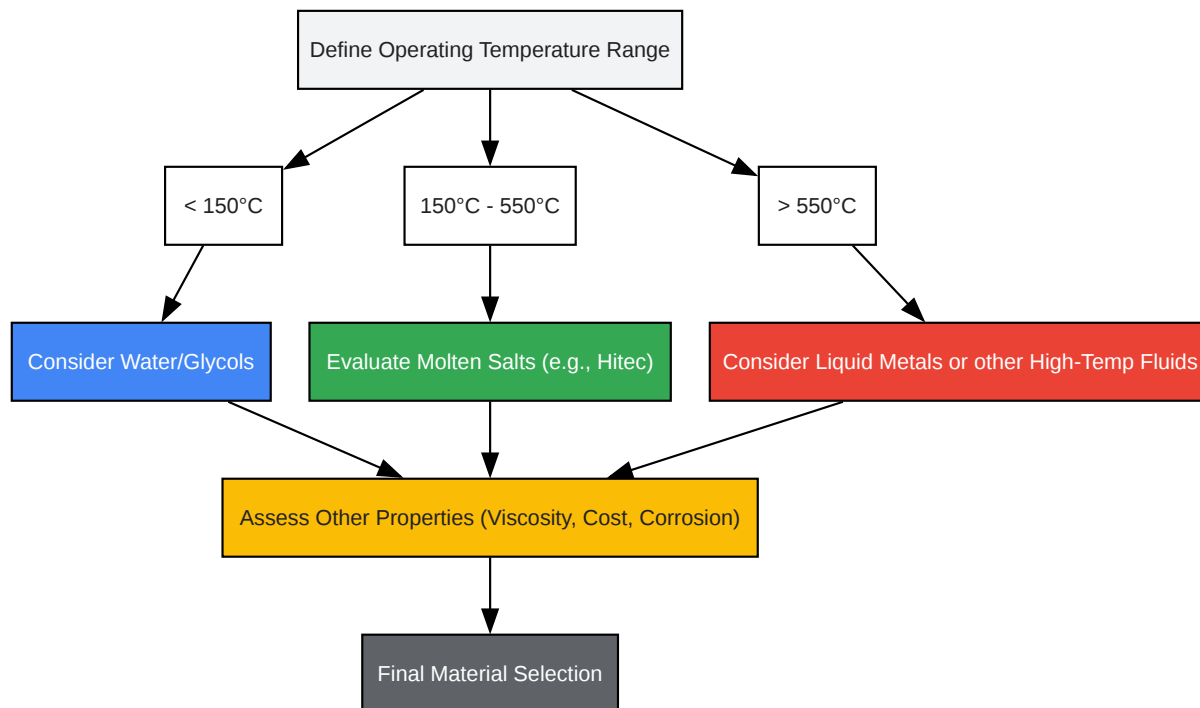 Define Operating Temperature Range
< 150°C
150°C - 550°C
> 550°C
Consider Water/Glycols
Evaluate Molten Salts (e.g., Hitec)
Consider Liquid Metals or other High-Temp Fluids
Assess Other Properties (Viscosity, Cost, Corrosion)
Final Material Selection